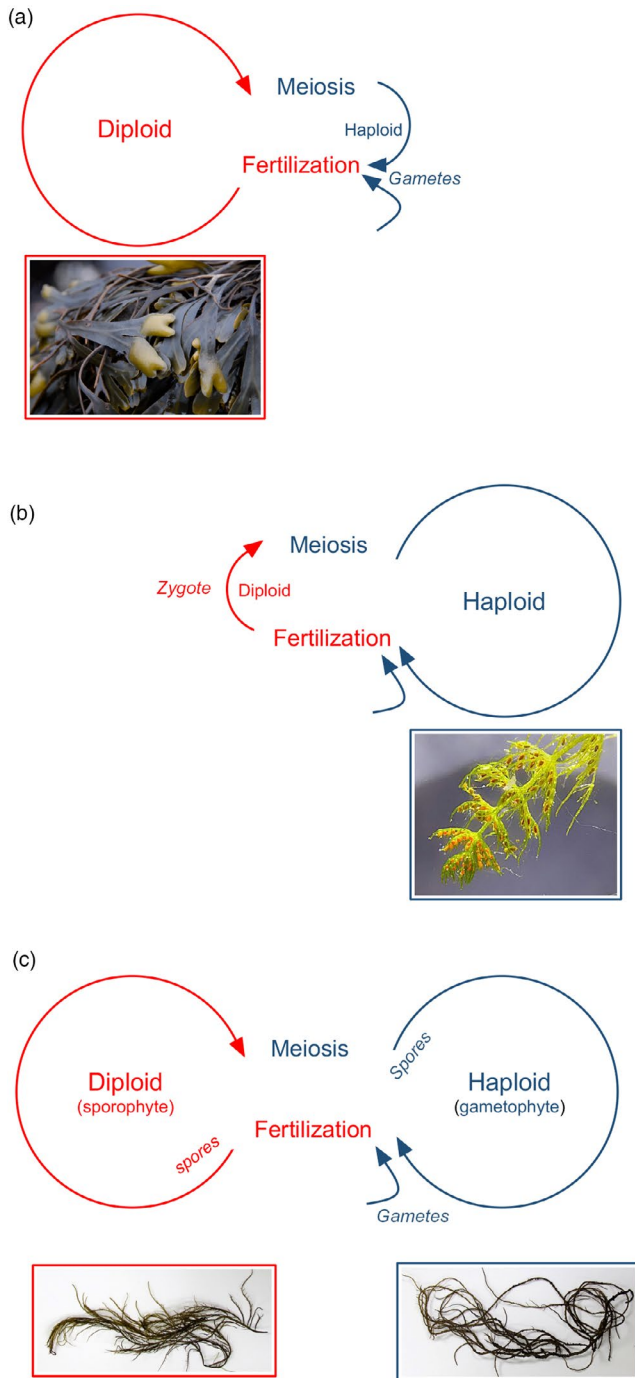 (a)
Meiosis
Diploid
Haploid
Fertilization
Gametes
(b)
Meiosis
Zygote
Diploid
Haploid
Fertilization
(c)
Meiosis
Spores
Diploid
(sporophyte)
Haploid
(gametophyte)
Fertilization
spores
Gametes